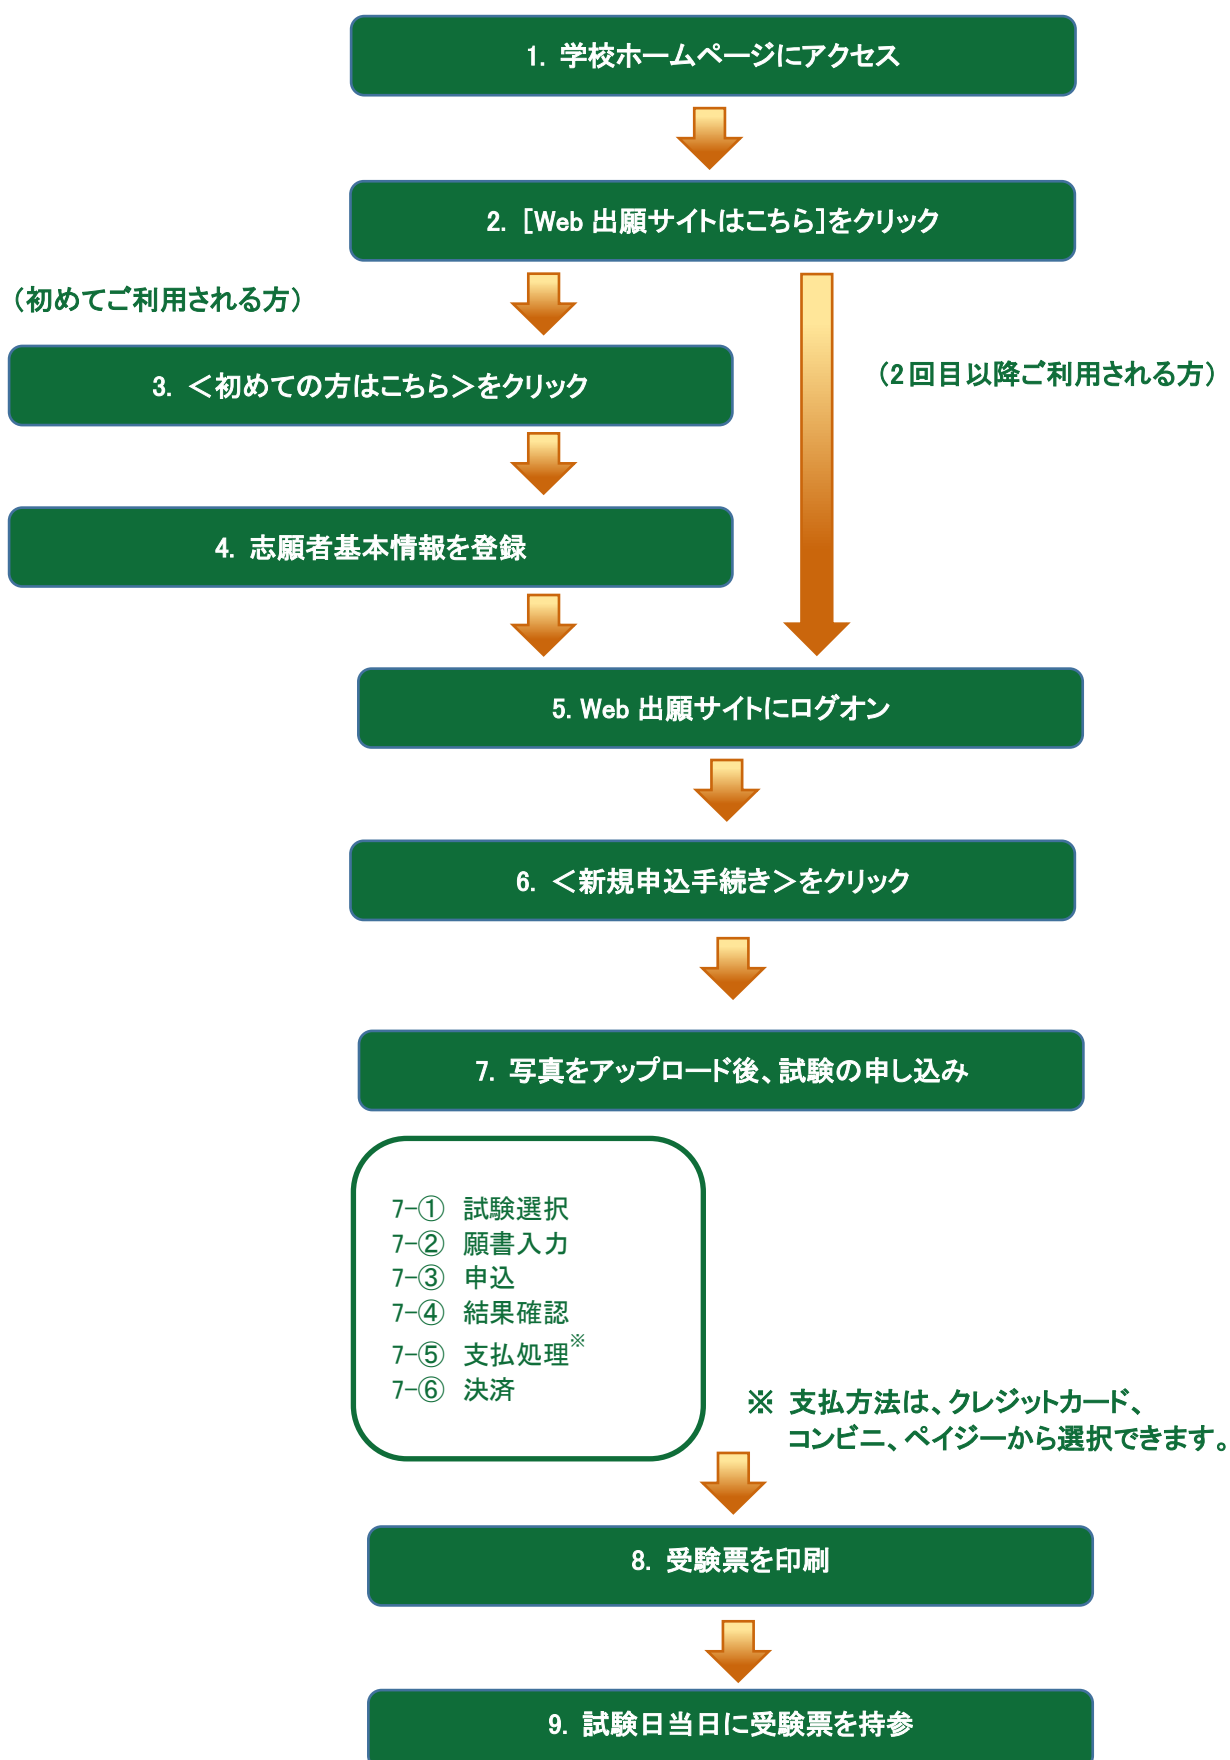 1. 学校ホームページにアクセス
2. [Web 出願サイトはこちら]をクリック
（初めてご利用される方）
3. ＜初めての方はこちら＞をクリック
（2回目以降ご利用される方）
4. 志願者基本情報を登録
5. Web 出願サイトにログオン
6. ＜新規申込手続き＞をクリック
7. 写真をアップロード後、試験の申し込み
7-① 試験選択
7-② 願書入力
7-③ 申込
7-④ 結果確認
7-⑤ 支払処理※
7-⑥ 決済
※ 支払方法は、クレジットカード、
コンビニ、ペイジーから選択できます。
8. 受験票を印刷
9. 試験日当日に受験票を持参